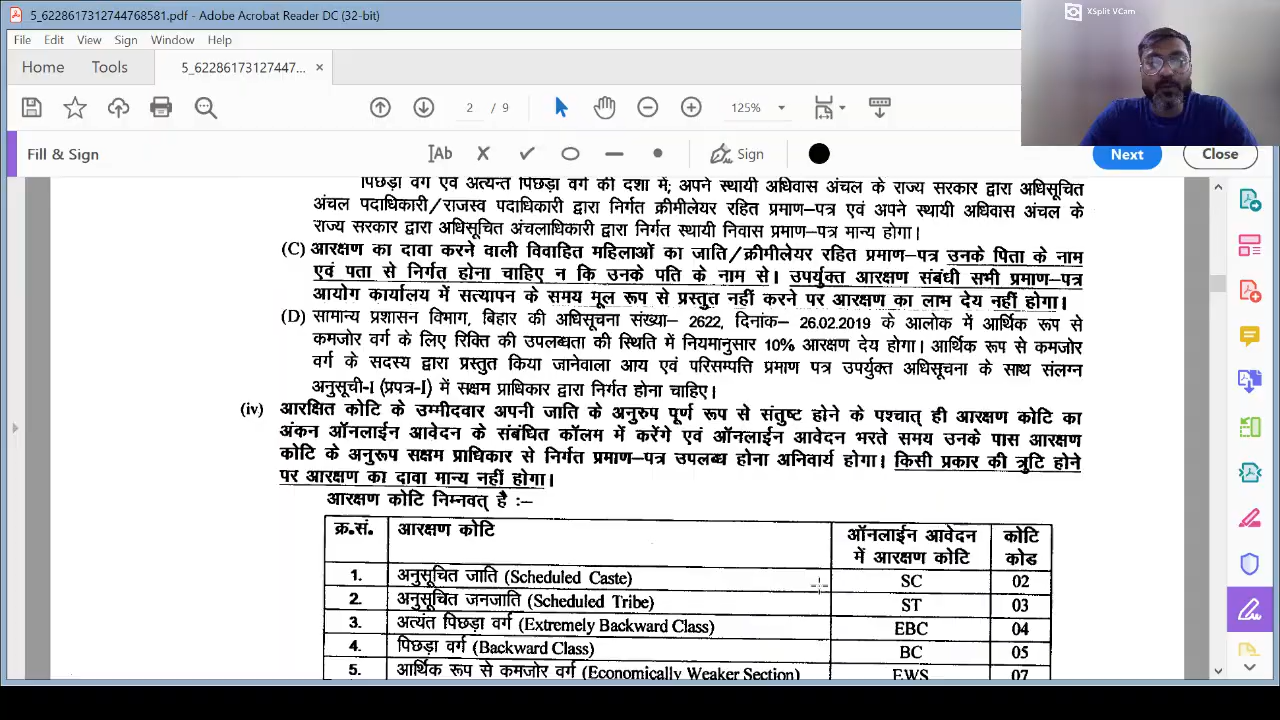 5_6228617312744768581.pdf - Adobe Acrobat Reader DC (32-bit)
XSplit VCam
File Edit View Sign Window Help
Home Tools 5_62286173127447... ×
2 / 9 125%
Fill & Sign Ab Sign Next Close
पिछड़ा वर्ग एवं अत्यन्त पिछड़ा वर्ग की दशा में; अपने स्थायी अधिवास अंचल के राज्य सरकार द्वारा अधिसूचित
अंचल पदाधिकारी/राजस्व पदाधिकारी द्वारा निर्गत क्रीमीलेयर रहित प्रमाण–पत्र एवं अपने स्थायी अधिवास अंचल के
राज्य सरकार द्वारा अधिसूचित अंचलाधिकारी द्वारा निर्गत स्थायी निवास प्रमाण–पत्र मान्य होगा।
(C) आरक्षण का दावा करने वाली विवाहित महिलाओं का जाति/क्रीमीलेयर रहित प्रमाण–पत्र उनके पिता के नाम
एवं पता से निर्गत होना चाहिए न कि उनके पति के नाम से। उपर्युक्त आरक्षण संबंधी सभी प्रमाण–पत्र
आयोग कार्यालय में सत्यापन के समय मूल रूप से प्रस्तुत नहीं करने पर आरक्षण का लाभ देय नहीं होगा।
(D) सामान्य प्रशासन विभाग, बिहार की अधिसूचना संख्या– 2622, दिनांक– 26.02.2019 के आलोक में आर्थिक रूप से
कमजोर वर्ग के लिए रिक्ति की उपलब्धता की स्थिति में नियमानुसार 10% आरक्षण देय होगा। आर्थिक रूप से कमजोर
वर्ग के सदस्य द्वारा प्रस्तुत किया जानेवाला आय एवं परिसम्पत्ति प्रमाण पत्र उपर्युक्त अधिसूचना के साथ संलग्न
अनुसूची-I (प्रपत्र-I) में सक्षम प्राधिकार द्वारा निर्गत होना चाहिए।
(iv) आरक्षित कोटि के उम्मीदवार अपनी जाति के अनुरुप पूर्ण रूप से संतुष्ट होने के पश्चात् ही आरक्षण कोटि का
अंकन ऑनलाईन आवेदन के संबंधित कॉलम में करेंगे एवं ऑनलाईन आवेदन भरते समय उनके पास आरक्षण
कोटि के अनुरूप सक्षम प्राधिकार से निर्गत प्रमाण–पत्र उपलब्ध होना अनिवार्य होगा। किसी प्रकार की त्रुटि होने
पर आरक्षण का दावा मान्य नहीं होगा।
आरक्षण कोटि निम्नवत् है :–
क्र.सं. आरक्षण कोटि ऑनलाईन आवेदन में आरक्षण कोटि कोटि कोड
1. अनुसूचित जाति (Scheduled Caste) SC 02
2. अनुसूचित जनजाति (Scheduled Tribe) ST 03
3. अत्यंत पिछड़ा वर्ग (Extremely Backward Class) EBC 04
4. पिछड़ा वर्ग (Backward Class) BC 05
5. आर्थिक रूप से कमजोर वर्ग (Economically Weaker Section) EWS 07